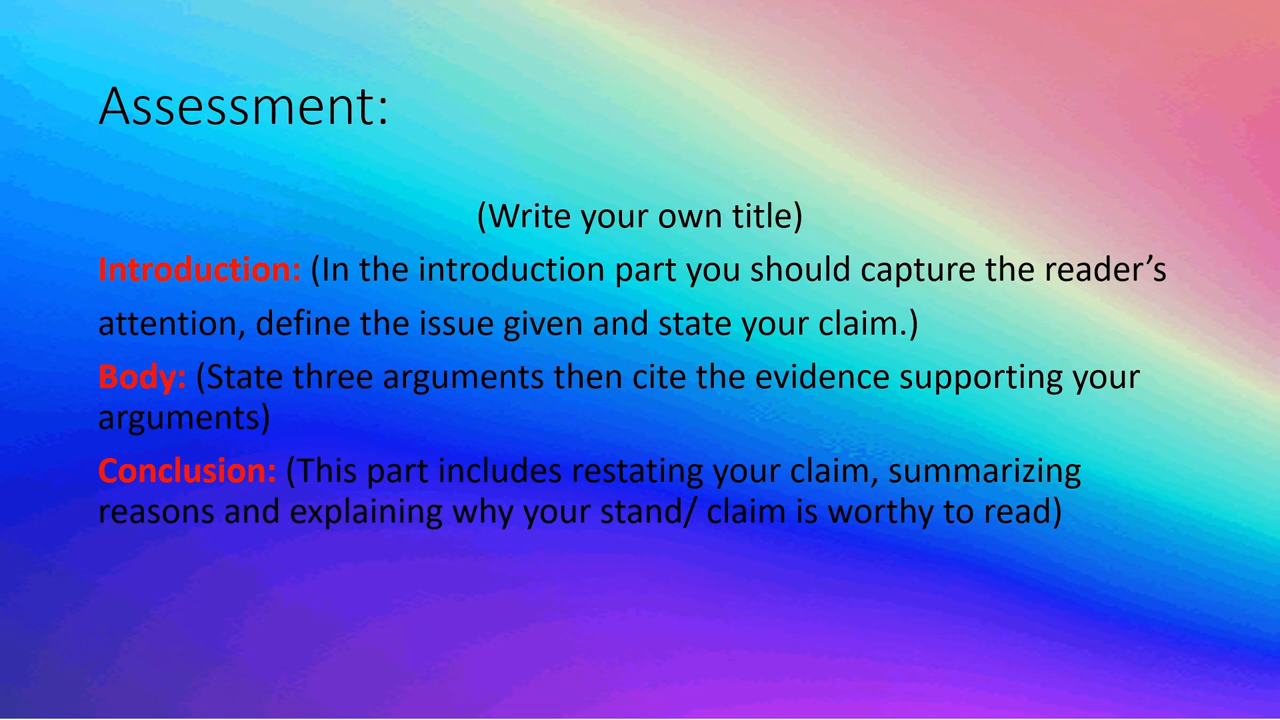 Assessment:
(Write your own title)
Introduction: (In the introduction part you should capture the reader’s
attention, define the issue given and state your claim.)
Body: (State three arguments then cite the evidence supporting your
arguments)
Conclusion: (This part includes restating your claim, summarizing
reasons and explaining why your stand/ claim is worthy to read)